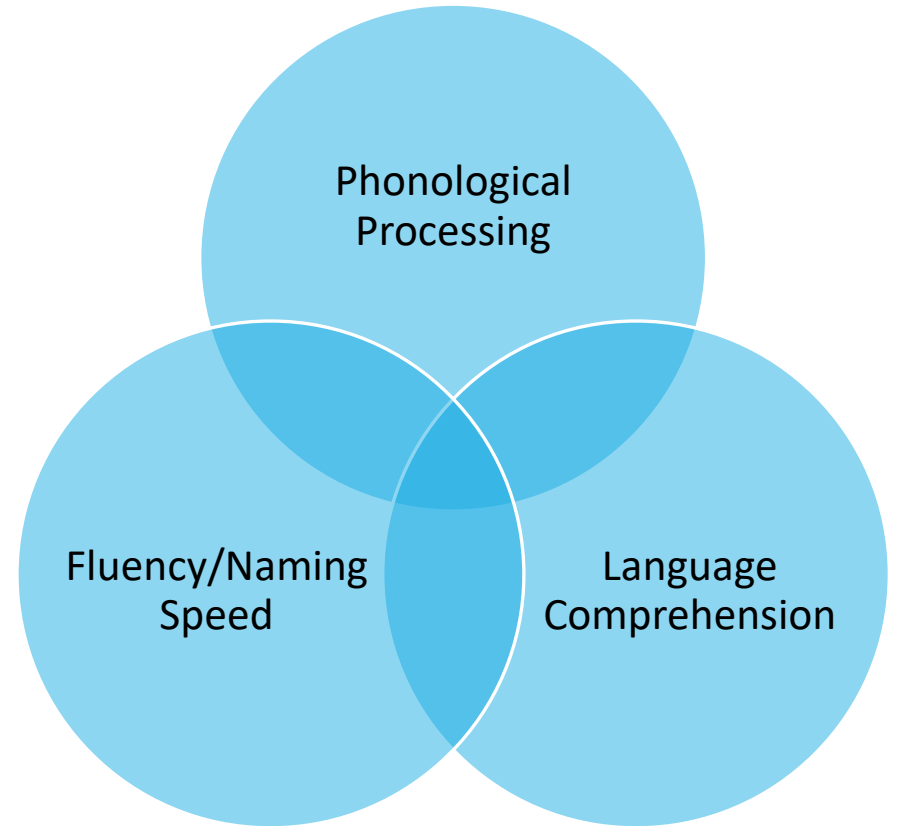 Phonological
Processing
Fluency/Naming
Speed
Language
Comprehension